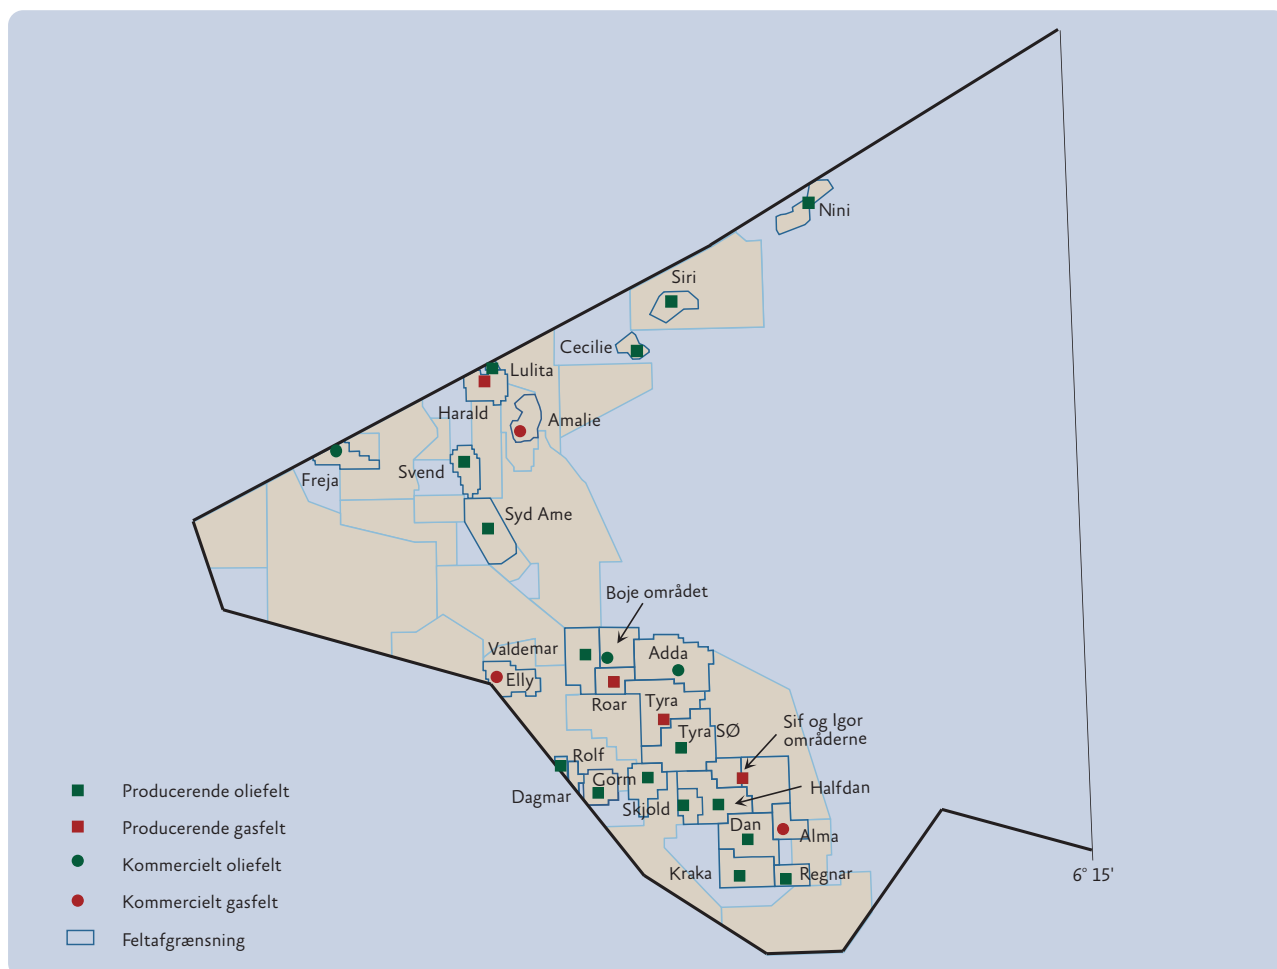 Nini
Siri
Cecilie
Lulita
Harald
Amalie
Freja
Svend
Syd Arne
Boje området
Valdemar
Adda
Elly
Roar
Tyra
Tyra SØ
Sif og Igor
områderne
Rolf
Gorm
Dagmar
Skjold
Halfdan
Dan
Alma
Kraka
Regnar
6° 15'
Producerende oliefelt
Producerende gasfelt
Kommercielt oliefelt
Kommercielt gasfelt
Feltafgrænsning